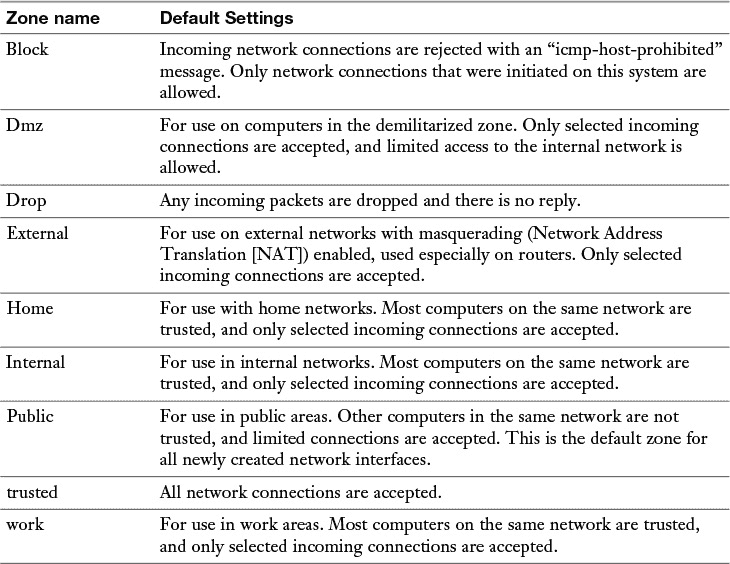 Zone name Default Settings
Block Incoming network connections are rejected with an “icmp-host-prohibited”
message. Only network connections that were initiated on this system are
allowed.
Dmz For use on computers in the demilitarized zone. Only selected incoming
connections are accepted, and limited access to the internal network is
allowed.
Drop Any incoming packets are dropped and there is no reply.
External For use on external networks with masquerading (Network Address
Translation [NAT]) enabled, used especially on routers. Only selected
incoming connections are accepted.
Home For use with home networks. Most computers on the same network are
trusted, and only selected incoming connections are accepted.
Internal For use in internal networks. Most computers on the same network are
trusted, and only selected incoming connections are accepted.
Public For use in public areas. Other computers in the same network are not
trusted, and limited connections are accepted. This is the default zone for
all newly created network interfaces.
trusted All network connections are accepted.
work For use in work areas. Most computers on the same network are trusted,
and only selected incoming connections are accepted.